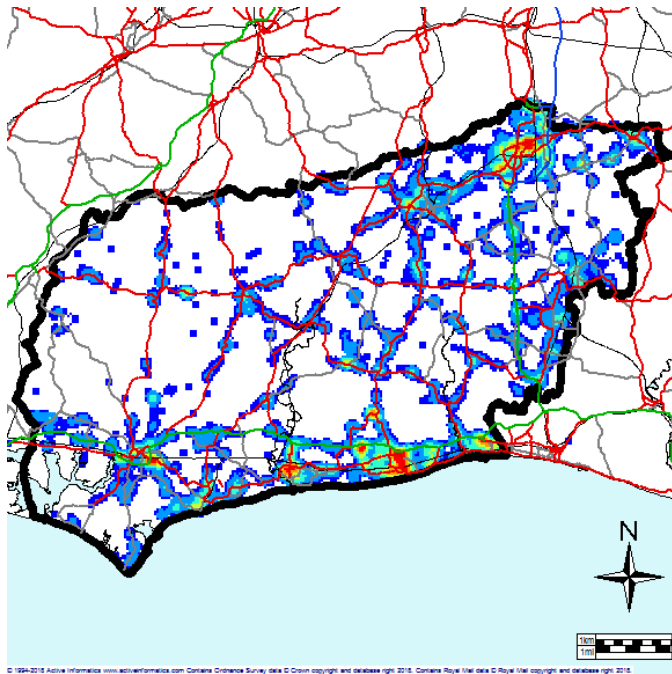 N
1km
1mi
© 1994-2018 Active Informatics www.activeinformatics.com Contains Ordnance Survey data © Crown copyright and database right 2018. Contains Royal Mail data © Royal Mail copyright and database right 2018.